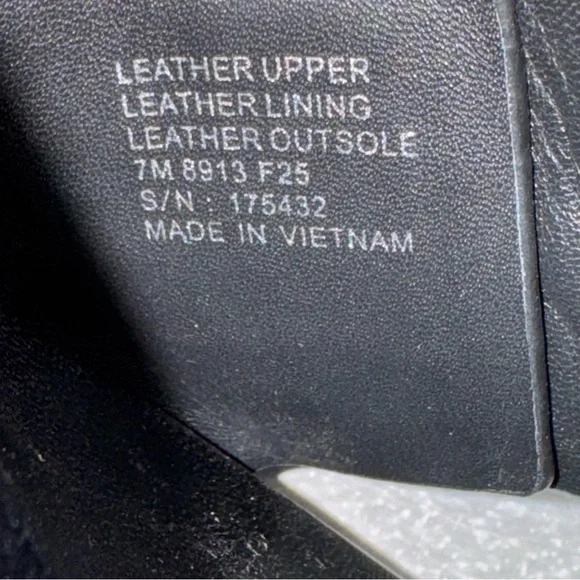 LEATHER UPPER
LEATHER LINING
LEATHER OUTSOLE
7M 8913 F25
S/N : 175432
MADE IN VIETNAM